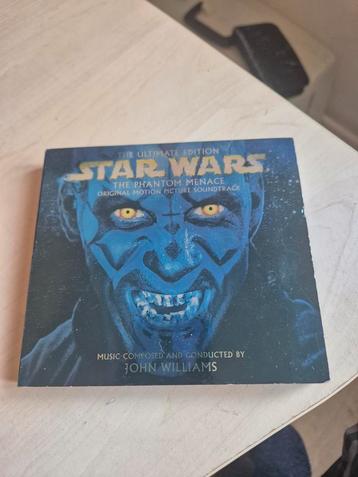 THE ULTIMATE EDITION
STAR WARS
THE PHANTOM MENACE
ORIGINAL MOTION PICTURE SOUNDTRACK
MUSIC COMPOSED AND CONDUCTED BY
JOHN WILLIAMS